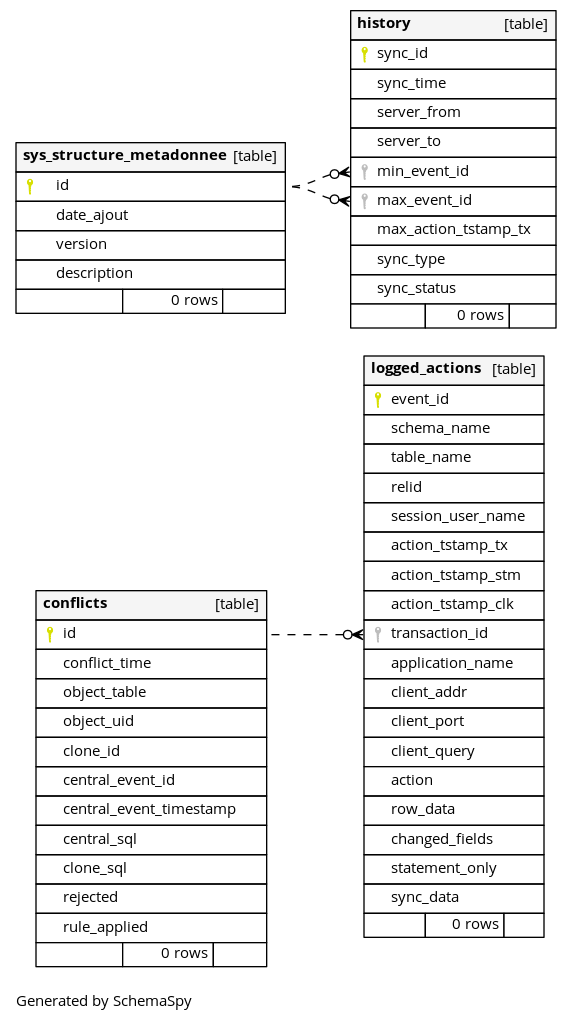 history [table]
sync_id
sync_time
server_from
server_to
min_event_id
max_event_id
max_action_tstamp_tx
sync_type
sync_status
0 rows
sys_structure_metadonnee [table]
id
date_ajout
version
description
0 rows
logged_actions [table]
event_id
schema_name
table_name
relid
session_user_name
action_tstamp_tx
action_tstamp_stm
action_tstamp_clk
transaction_id
application_name
client_addr
client_port
client_query
action
row_data
changed_fields
statement_only
sync_data
0 rows
conflicts [table]
id
conflict_time
object_table
object_uid
clone_id
central_event_id
central_event_timestamp
central_sql
clone_sql
rejected
rule_applied
0 rows
Generated by SchemaSpy